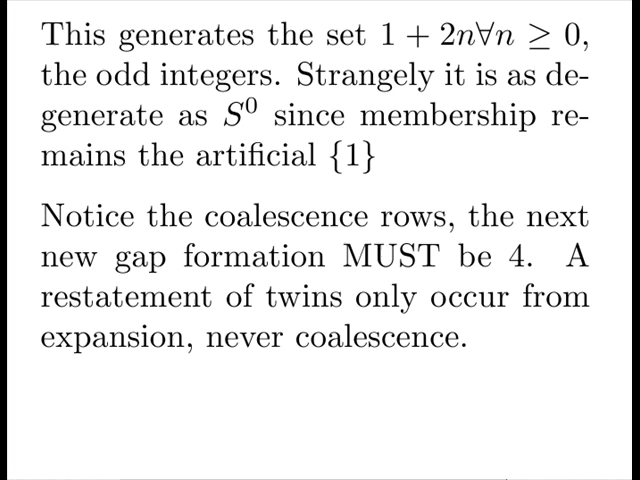 This generates the set 1 + 2n∀n ≥ 0,
the odd integers. Strangely it is as de-
generate as S⁰ since membership re-
mains the artificial {1}
Notice the coalescence rows, the next
new gap formation MUST be 4. A
restatement of twins only occur from
expansion, never coalescence.